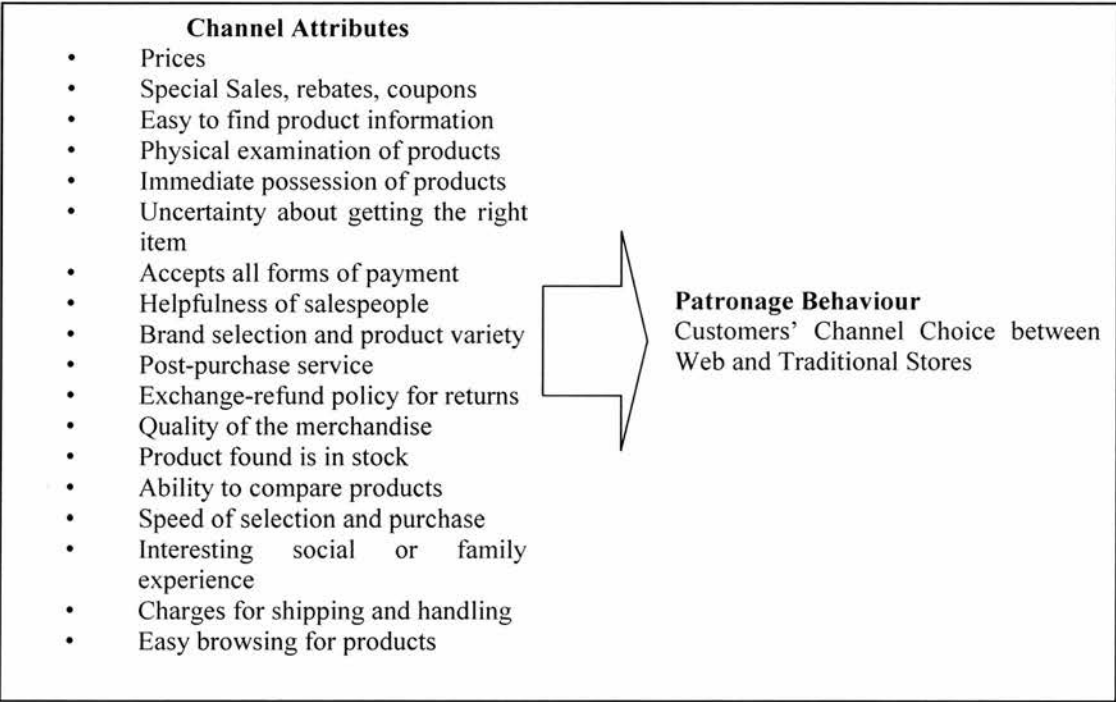 Channel Attributes
• Prices
• Special Sales, rebates, coupons
• Easy to find product information
• Physical examination of products
• Immediate possession of products
• Uncertainty about getting the right
item
• Accepts all forms of payment
• Helpfulness of salespeople
• Brand selection and product variety
• Post-purchase service
• Exchange-refund policy for returns
• Quality of the merchandise
• Product found is in stock
• Ability to compare products
• Speed of selection and purchase
• Interesting social or family
experience
• Charges for shipping and handling
• Easy browsing for products
Patronage Behaviour
Customers' Channel Choice between
Web and Traditional Stores